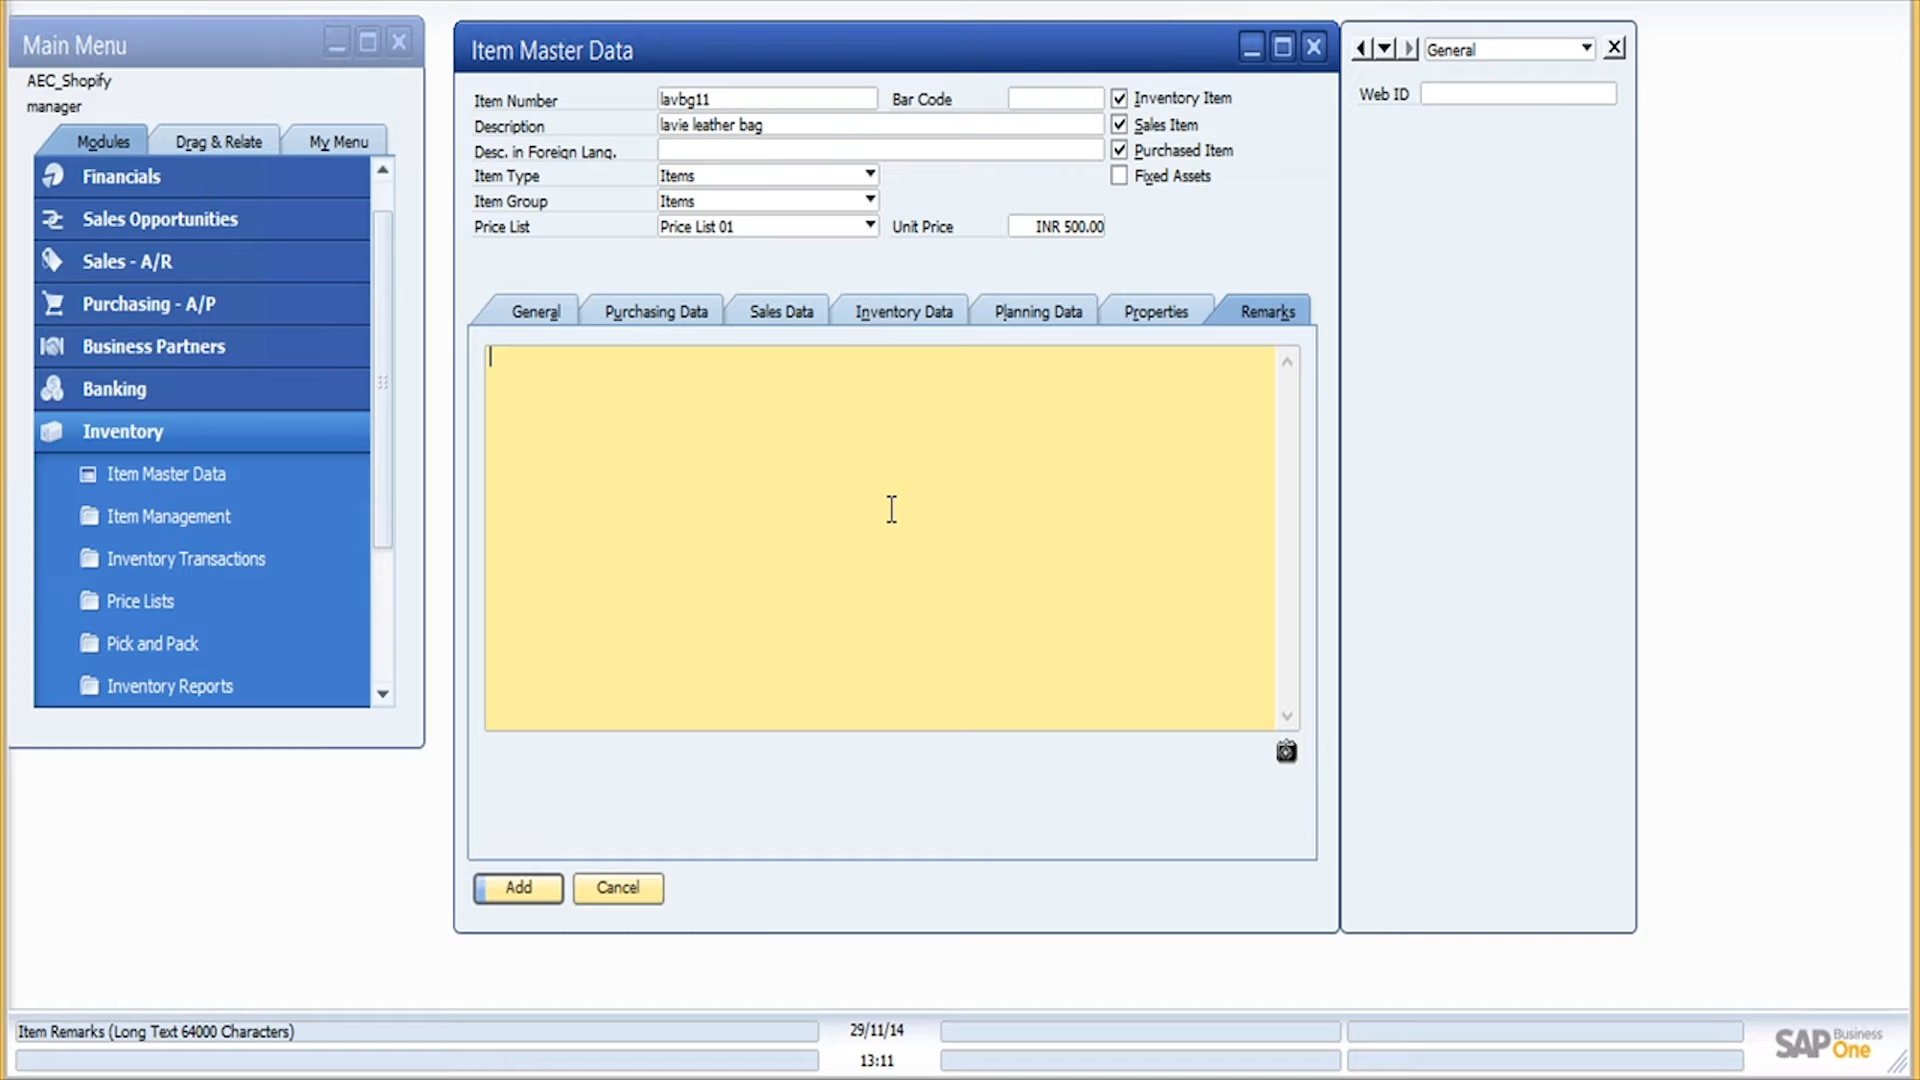 Main Menu
AEC_Shopify
manager
Modules
Drag & Relate
My Menu
Financials
Sales Opportunities
Sales - A/R
Purchasing - A/P
Business Partners
Banking
Inventory
Item Master Data
Item Management
Inventory Transactions
Price Lists
Pick and Pack
Inventory Reports
Item Master Data
Item Number lavbg11 Bar Code Inventory Item
Description lavie leather bag Sales Item
Desc. in Foreign Lang. Purchased Item
Item Type Items Fixed Assets
Item Group Items
Price List Price List 01 Unit Price INR 500.00
General Purchasing Data Sales Data Inventory Data Planning Data Properties Remarks
Add Cancel
General
Web ID
Item Remarks (Long Text 64000 Characters)
29/11/14
13:11
SAP Business One